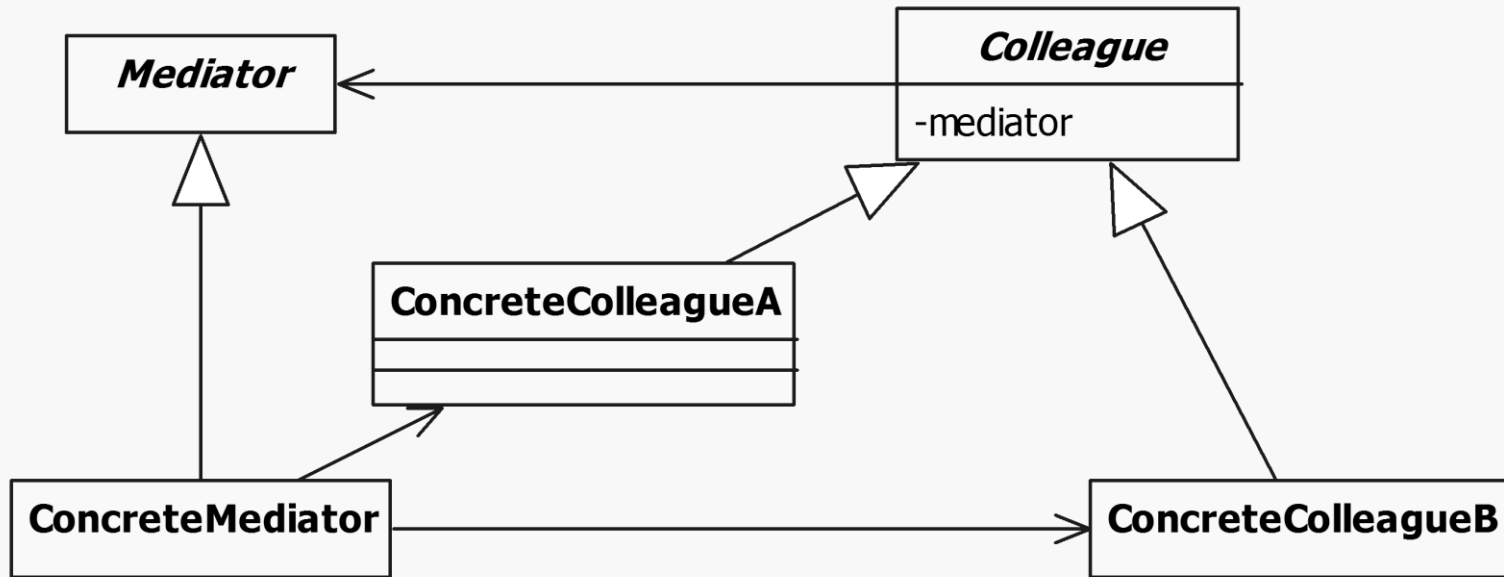 Mediator
Colleague
-mediator
ConcreteColleagueA
ConcreteMediator
ConcreteColleagueB